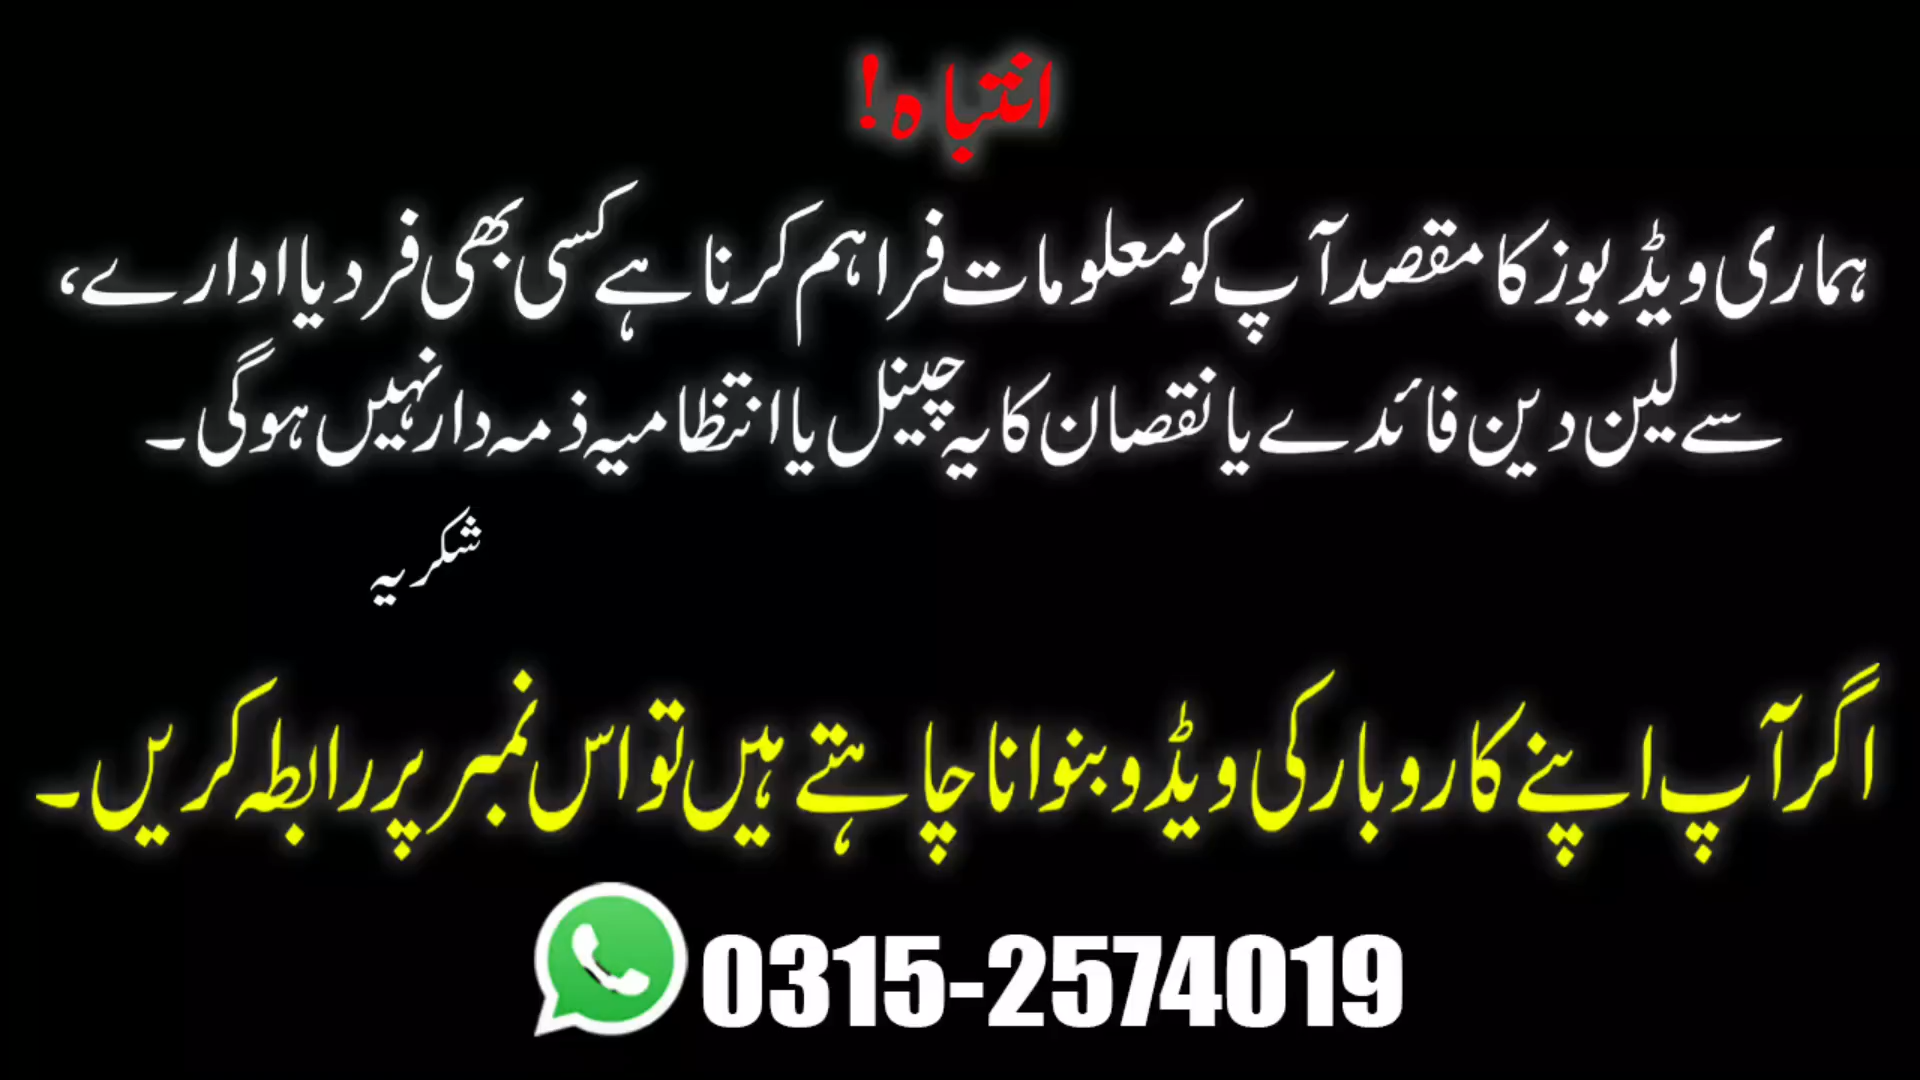 انتباہ!
ہماری ویڈیوز کا مقصد آپ کو معلومات فراہم کرنا ہے کسی بھی فرد یا ادارے،
سے لین دین فائدے یا نقصان کا یہ چینل یا انتظامیہ ذمہ دار نہیں ہوگی۔
شکریہ
اگر آپ اپنے کاروبار کی ویڈو بنوانا چاہتے ہیں تو اس نمبر پر رابطہ کریں۔
0315-2574019